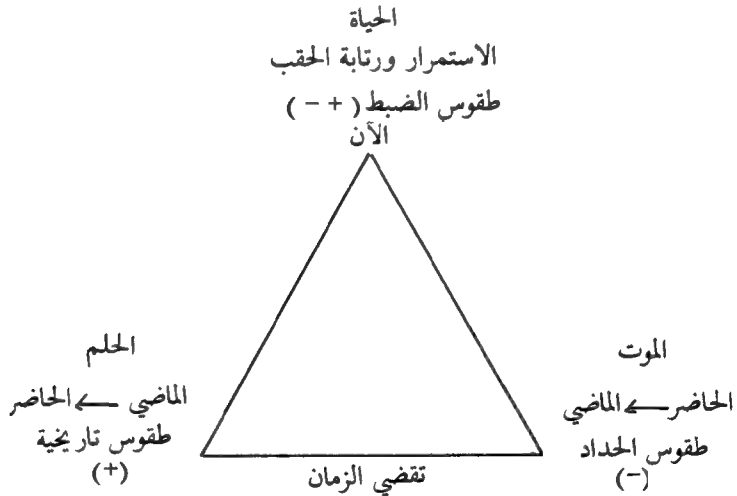 الحياة
الاستمرار ورتابة الحقب
طقوس الضبط ( + - )
الآن
الموت
الحاضر ← الماضي
طقوس الحداد
(-)
الحلم
الماضي ← الحاضر
طقوس تاريخية
(+)
تقضي الزمان